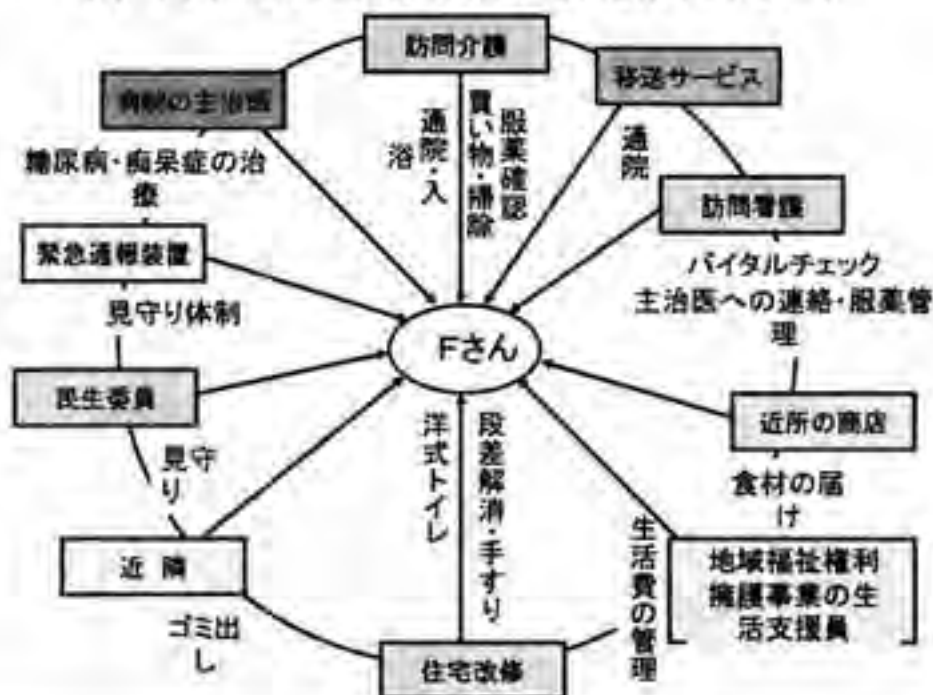 訪問介護
移送サービス
病院の主治医
糖尿病・痴呆症の治
療
通院・入
浴
買い物・掃除
服薬確認
通院
訪問看護
バイタルチェック
主治医への連絡・服薬管
理
緊急通報装置
見守り体制
Fさん
民生委員
近所の商店
見守
り
食材の届
け
洋式トイレ
段差解消・手すり
近隣
ゴミ出
し
生活費の管理
地域福祉権利
擁護事業の生
活支援員
住宅改修